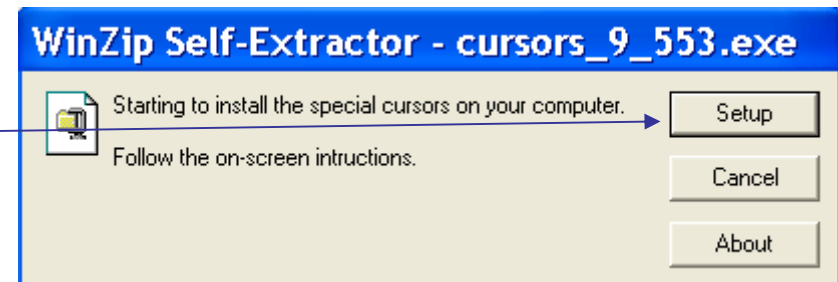 WinZip Self-Extractor - cursors_9_553.exe
Starting to install the special cursors on your computer.
Setup
Follow the on-screen intructions.
Cancel
About